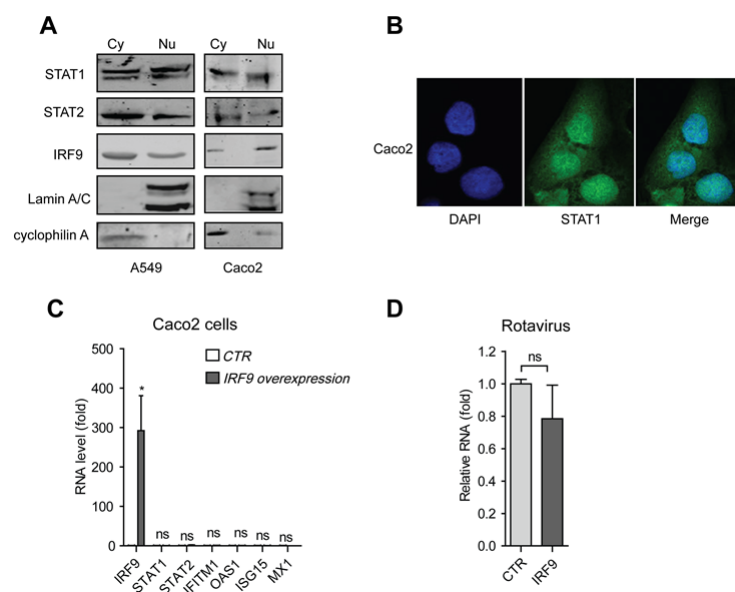 A
Cy Nu Cy Nu
STAT1
STAT2
IRF9
Lamin A/C
cyclophilin A
A549 Caco2
B
Caco2
DAPI STAT1 Merge
C
Caco2 cells
CTR
IRF9 overexpression
RNA level (fold)
500
400
300
200
100
0
*
ns ns ns ns ns ns
IRF9 STAT1 STAT2 IFITM1 OAS1 ISG15 MX1
D
Rotavirus
Relative RNA (fold)
1.2
1.0
0.8
0.6
0.4
0.2
0.0
ns
CTR IRF9